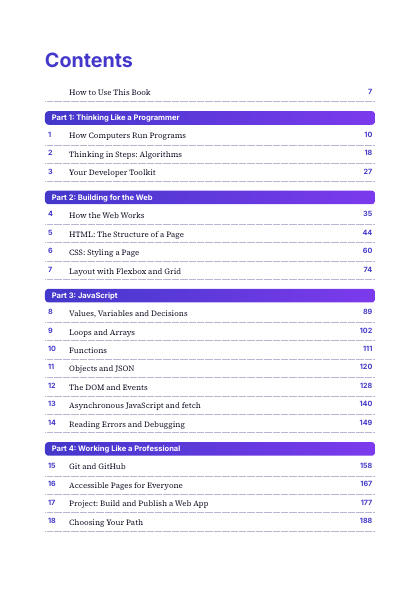 Contents
How to Use This Book 7
Part 1: Thinking Like a Programmer
1 How Computers Run Programs 10
2 Thinking in Steps: Algorithms 18
3 Your Developer Toolkit 27
Part 2: Building for the Web
4 How the Web Works 35
5 HTML: The Structure of a Page 44
6 CSS: Styling a Page 60
7 Layout with Flexbox and Grid 74
Part 3: JavaScript
8 Values, Variables and Decisions 89
9 Loops and Arrays 102
10 Functions 111
11 Objects and JSON 120
12 The DOM and Events 128
13 Asynchronous JavaScript and fetch 140
14 Reading Errors and Debugging 149
Part 4: Working Like a Professional
15 Git and GitHub 158
16 Accessible Pages for Everyone 167
17 Project: Build and Publish a Web App 177
18 Choosing Your Path 188